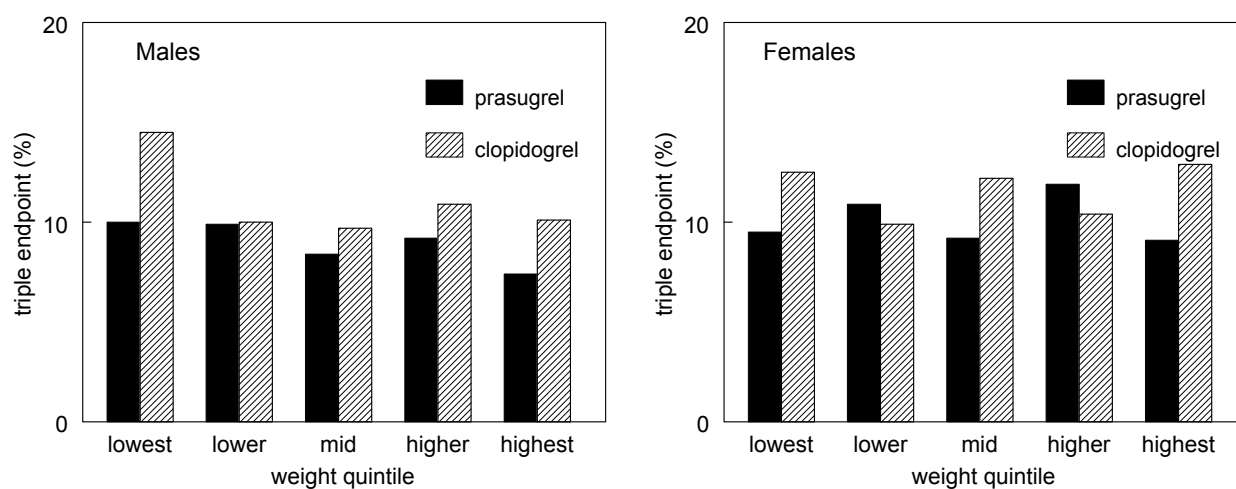 20
Males
prasugrel
clopidogrel
triple endpoint (%)
10
0
lowest lower mid higher highest
weight quintile
20
Females
prasugrel
clopidogrel
triple endpoint (%)
10
0
lowest lower mid higher highest
weight quintile